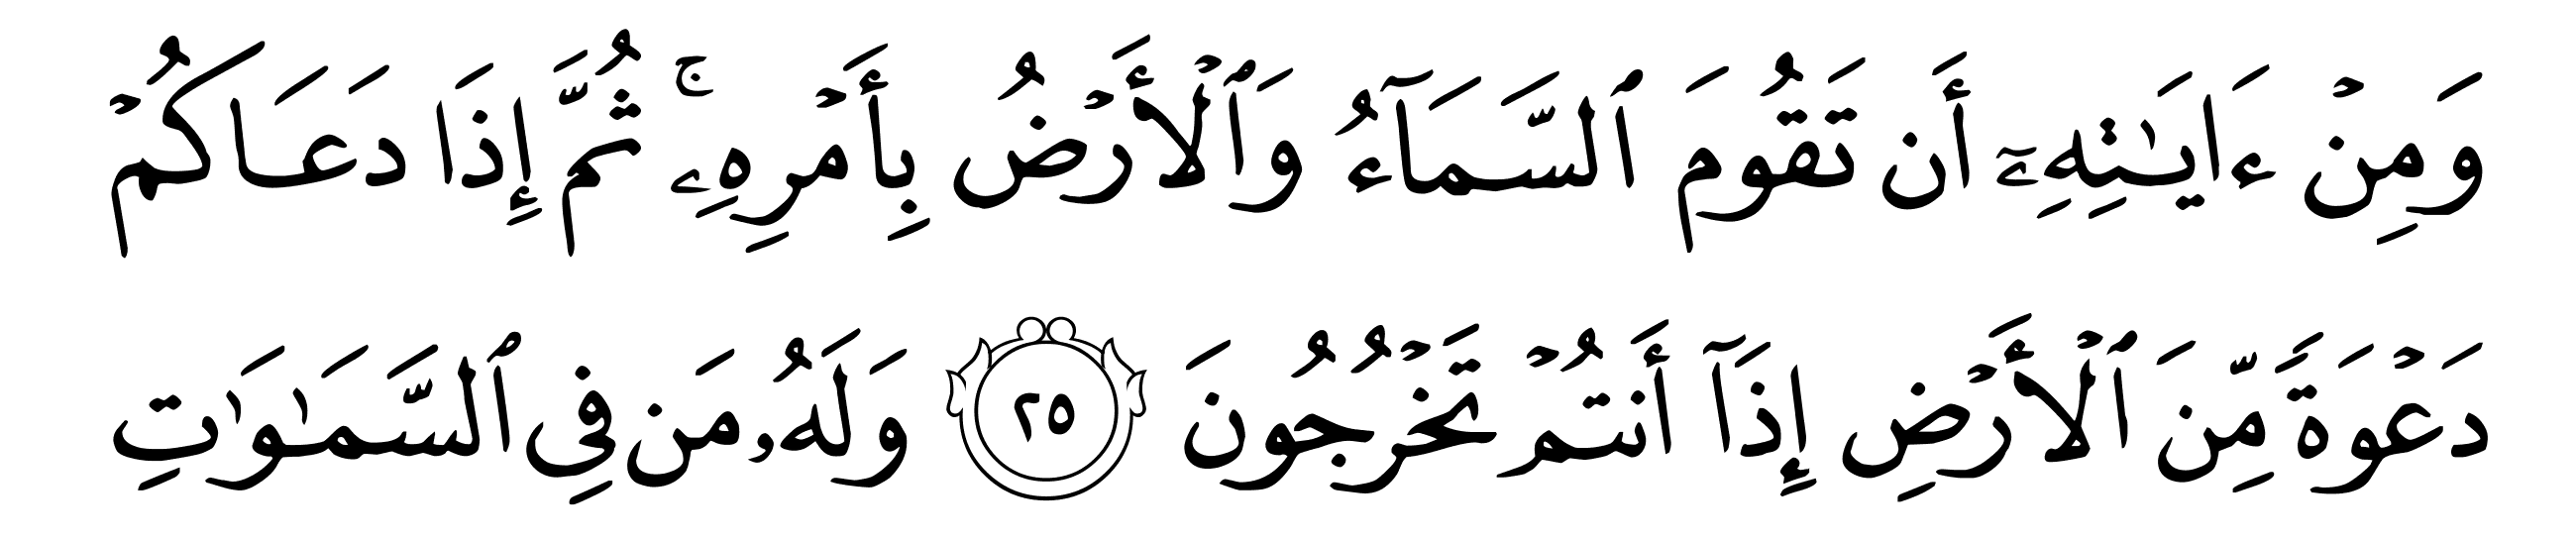 وَمِنۡ ءَايَٰتِهِۦٓ أَن تَقُومَ ٱلسَّمَآءُ وَٱلۡأَرۡضُ بِأَمۡرِهِۦۚ ثُمَّ إِذَا دَعَاكُمۡ
دَعۡوَةٗ مِّنَ ٱلۡأَرۡضِ إِذَآ أَنتُمۡ تَخۡرُجُونَ ٢٥ وَلَهُۥ مَن فِي ٱلسَّمَٰوَٰتِ